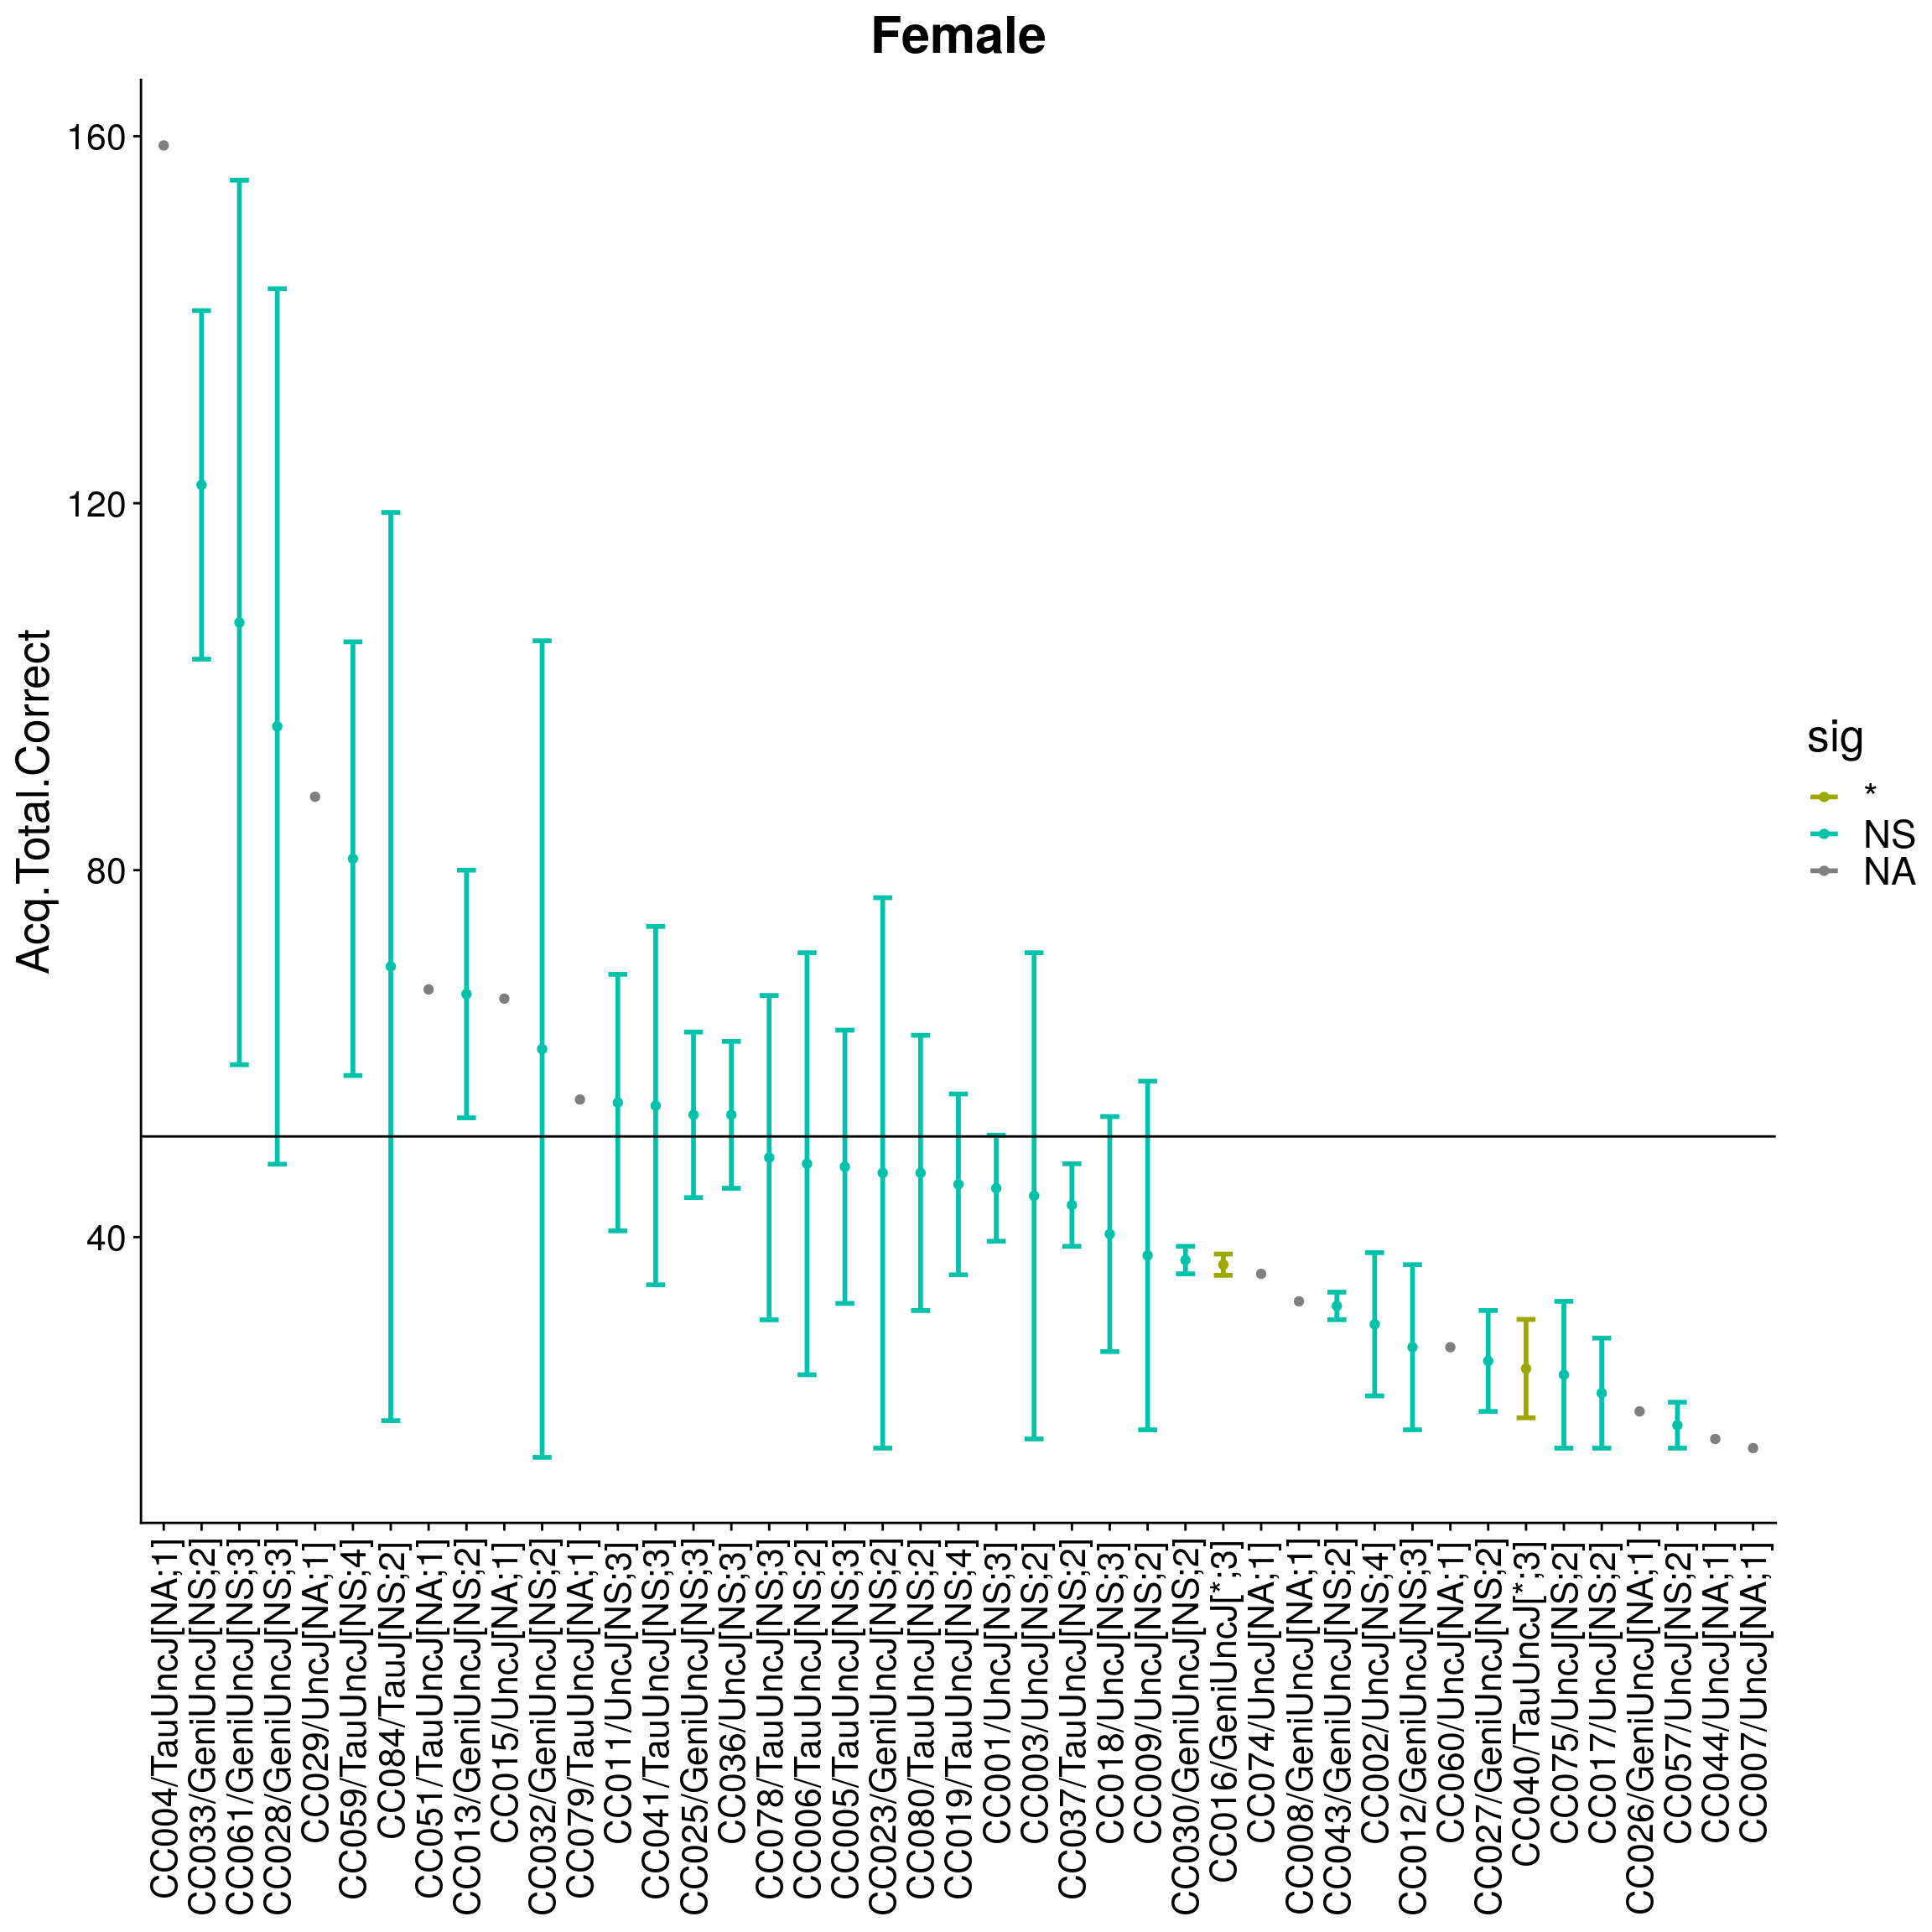 Female
Acq.Total.Correct
160
120
80
40
sig
*
NS
NA
CC004/TauUncJ[NA;1]
CC033/GeniUncJ[NS;2]
CC061/GeniUncJ[NS;3]
CC028/GeniUncJ[NS;3]
CC029/UncJ[NA;1]
CC059/TauUncJ[NS;4]
CC084/TauJ[NS;2]
CC051/TauUncJ[NA;1]
CC013/GeniUncJ[NS;2]
CC015/UncJ[NA;1]
CC032/GeniUncJ[NS;2]
CC079/TauUncJ[NA;1]
CC011/UncJ[NS;3]
CC041/TauUncJ[NS;3]
CC025/GeniUncJ[NS;3]
CC036/UncJ[NS;3]
CC078/TauUncJ[NS;3]
CC006/TauUncJ[NS;2]
CC005/TauUncJ[NS;3]
CC023/GeniUncJ[NS;2]
CC080/TauUncJ[NS;2]
CC019/TauUncJ[NS;4]
CC001/UncJ[NS;3]
CC003/UncJ[NS;2]
CC037/TauUncJ[NS;2]
CC018/UncJ[NS;3]
CC009/UncJ[NS;2]
CC030/GeniUncJ[NS;2]
CC016/GeniUncJ[*;3]
CC074/UncJ[NA;1]
CC008/GeniUncJ[NA;1]
CC043/GeniUncJ[NS;2]
CC002/UncJ[NS;4]
CC012/GeniUncJ[NS;3]
CC060/UncJ[NA;1]
CC027/GeniUncJ[NS;2]
CC040/TauUncJ[*;3]
CC075/UncJ[NS;2]
CC017/UncJ[NS;2]
CC026/GeniUncJ[NA;1]
CC057/UncJ[NS;2]
CC044/UncJ[NA;1]
CC007/UncJ[NA;1]